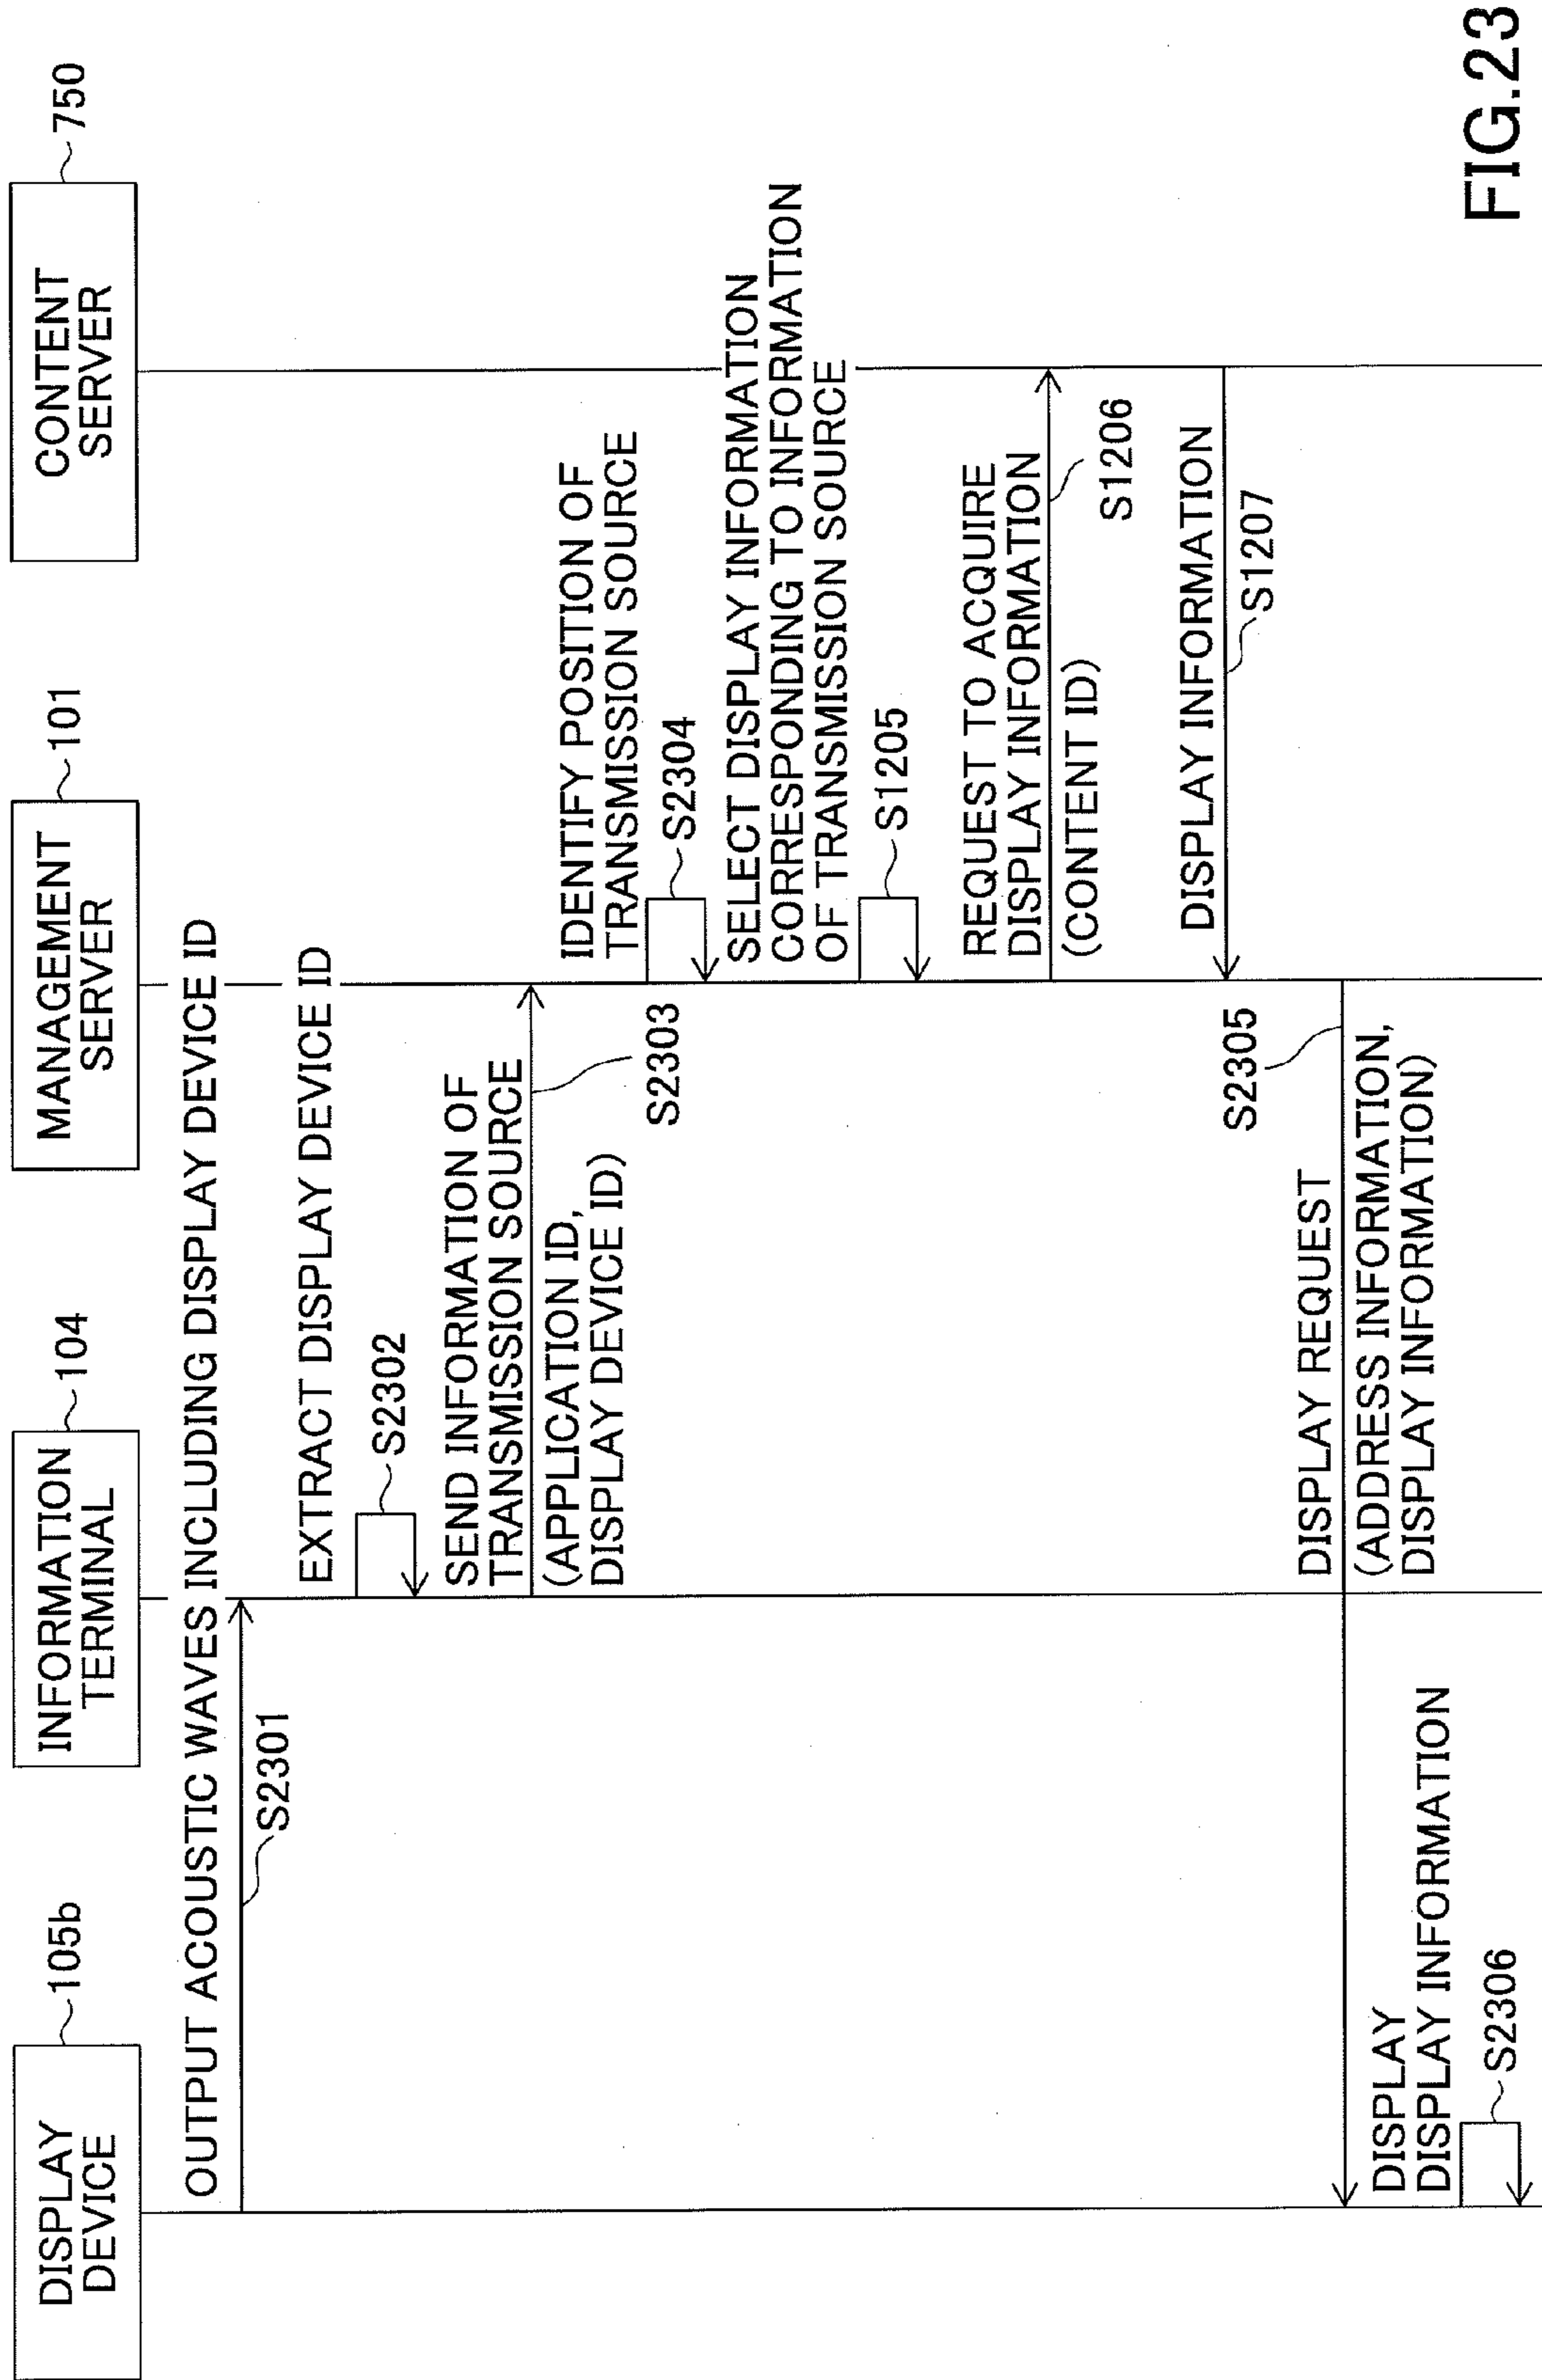 DISPLAY
DEVICE
105b
INFORMATION
TERMINAL
104
MANAGEMENT
SERVER
101
CONTENT
SERVER
750
OUTPUT ACOUSTIC WAVES INCLUDING DISPLAY DEVICE ID
S2301
EXTRACT DISPLAY DEVICE ID
S2302
SEND INFORMATION OF
TRANSMISSION SOURCE
(APPLICATION ID,
DISPLAY DEVICE ID)
S2303
IDENTIFY POSITION OF
TRANSMISSION SOURCE
S2304
SELECT DISPLAY INFORMATION
CORRESPONDING TO INFORMATION
OF TRANSMISSION SOURCE
S1205
REQUEST TO ACQUIRE
DISPLAY INFORMATION
(CONTENT ID)
S1206
DISPLAY INFORMATION
S1207
DISPLAY REQUEST
S2305
(ADDRESS INFORMATION,
DISPLAY INFORMATION)
DISPLAY
DISPLAY INFORMATION
S2306
FIG.23